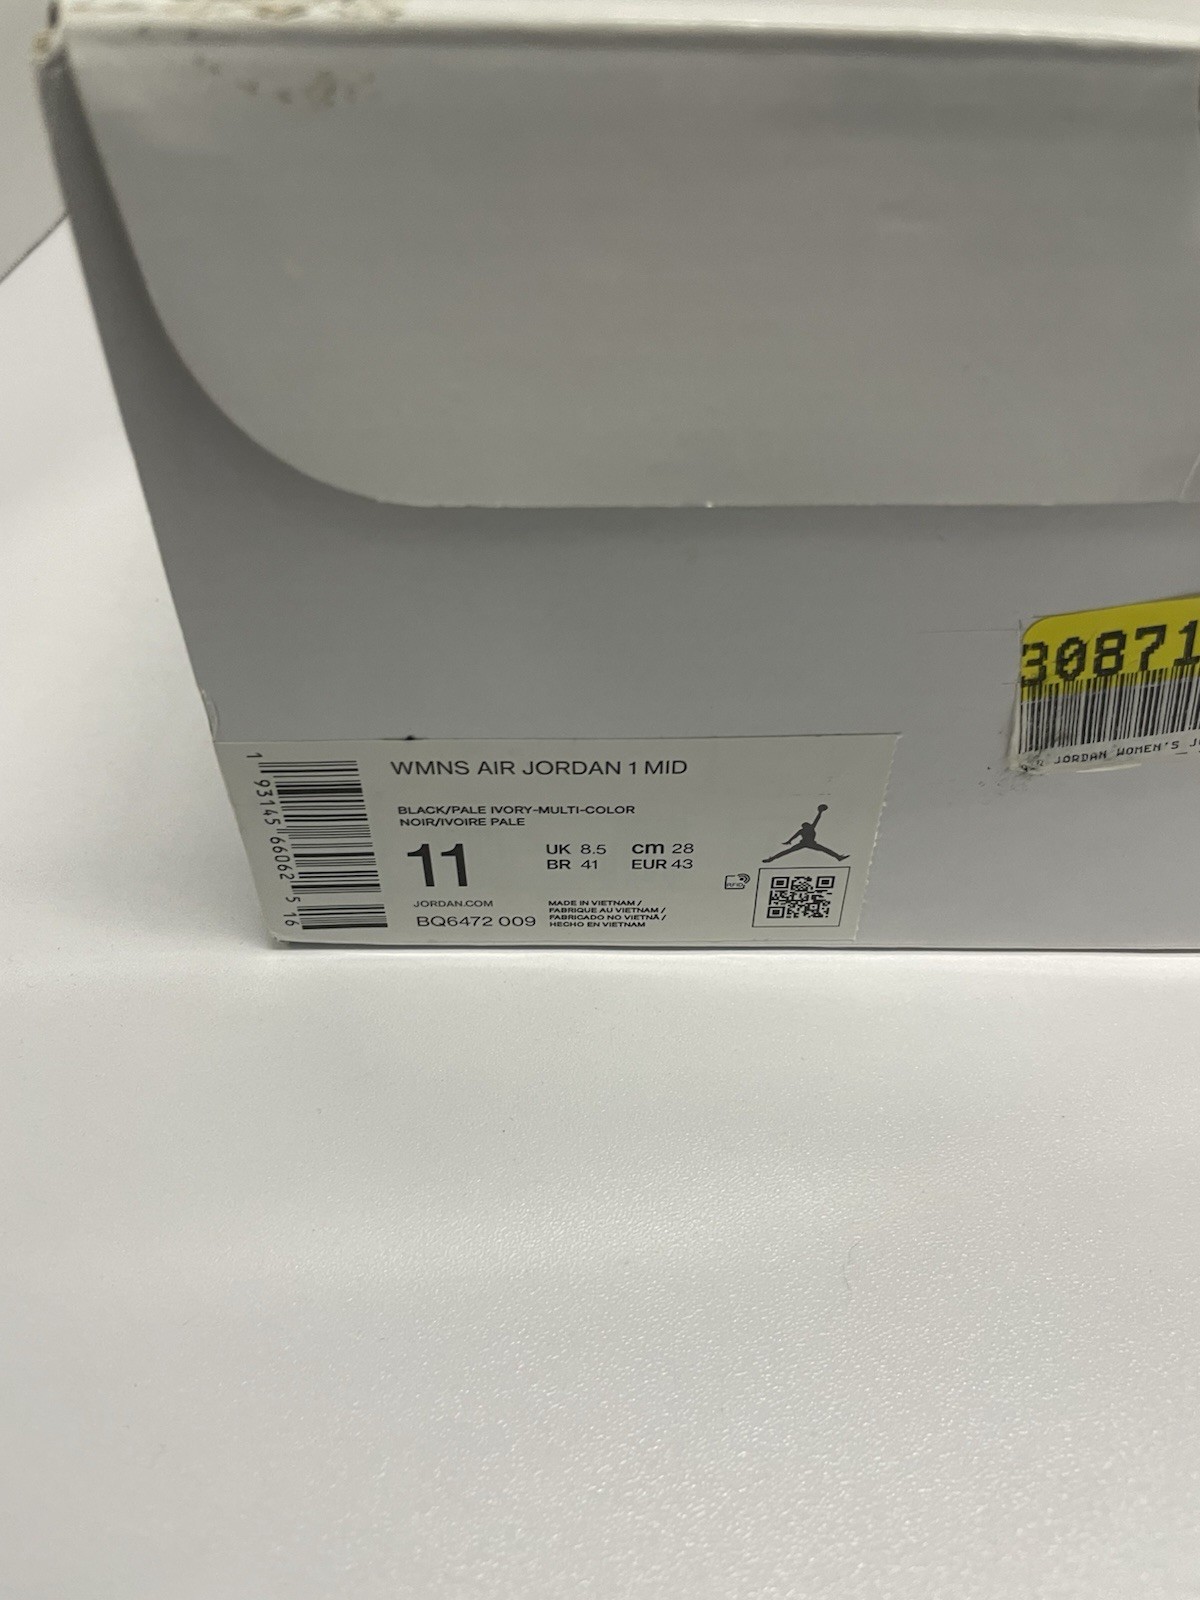 30871
JORDAN WOMEN'S
WMNS AIR JORDAN 1 MID
BLACK/PALE IVORY-MULTI-COLOR
NOIR/IVOIRE PALE
11
UK 8.5 cm 28
BR 41 EUR 43
JORDAN.COM
BQ6472 009
MADE IN VIETNAM /
FABRIQUE AU VIETNAM /
FABRICADO NO VIETNÃ /
HECHO EN VIETNAM
RFID
1 93145 66062 5 16